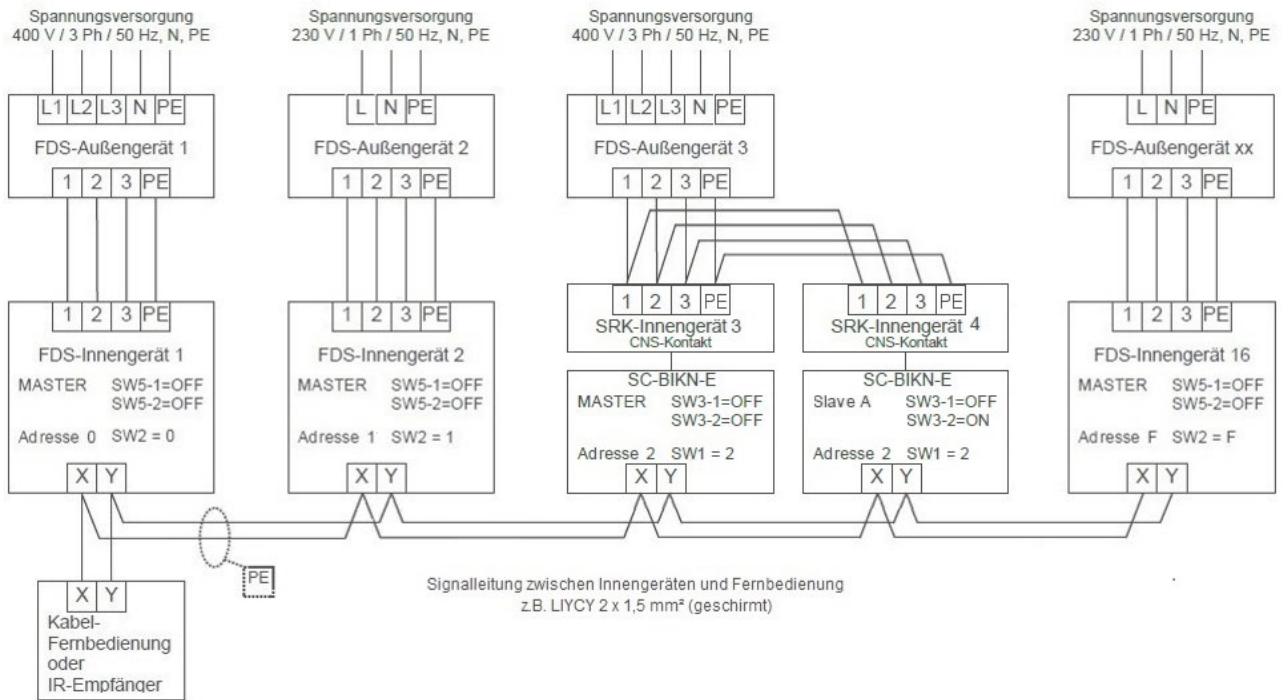 Spannungsversorgung
400 V / 3 Ph / 50 Hz, N, PE
L1 L2 L3 N PE
FDS-Außengerät 1
1 2 3 PE
Spannungsversorgung
230 V / 1 Ph / 50 Hz, N, PE
L N PE
FDS-Außengerät 2
1 2 3 PE
Spannungsversorgung
400 V / 3 Ph / 50 Hz, N, PE
L1 L2 L3 N PE
FDS-Außengerät 3
1 2 3 PE
Spannungsversorgung
230 V / 1 Ph / 50 Hz, N, PE
L N PE
FDS-Außengerät xx
1 2 3 PE
1 2 3 PE
FDS-Innengerät 1
MASTER SW5-1=OFF
SW5-2=OFF
Adresse 0 SW2 = 0
X Y
1 2 3 PE
FDS-Innengerät 2
MASTER SW5-1=OFF
SW5-2=OFF
Adresse 1 SW2 = 1
X Y
1 2 3 PE
SRK-Innengerät 3
CNS-Kontakt
SC-BIKN-E
MASTER SW3-1=OFF
SW3-2=OFF
Adresse 2 SW1 = 2
X Y
1 2 3 PE
SRK-Innengerät 4
CNS-Kontakt
SC-BIKN-E
Slave A SW3-1=OFF
SW3-2=ON
Adresse 2 SW1 = 2
X Y
1 2 3 PE
FDS-Innengerät 16
MASTER SW5-1=OFF
SW5-2=OFF
Adresse F SW2 = F
X Y
PE
X Y
Kabel-
Fernbedienung
oder
IR-Empfänger
Signalleitung zwischen Innengeräten und Fernbedienung
z.B. LIYCY 2 x 1,5 mm² (geschirmt)